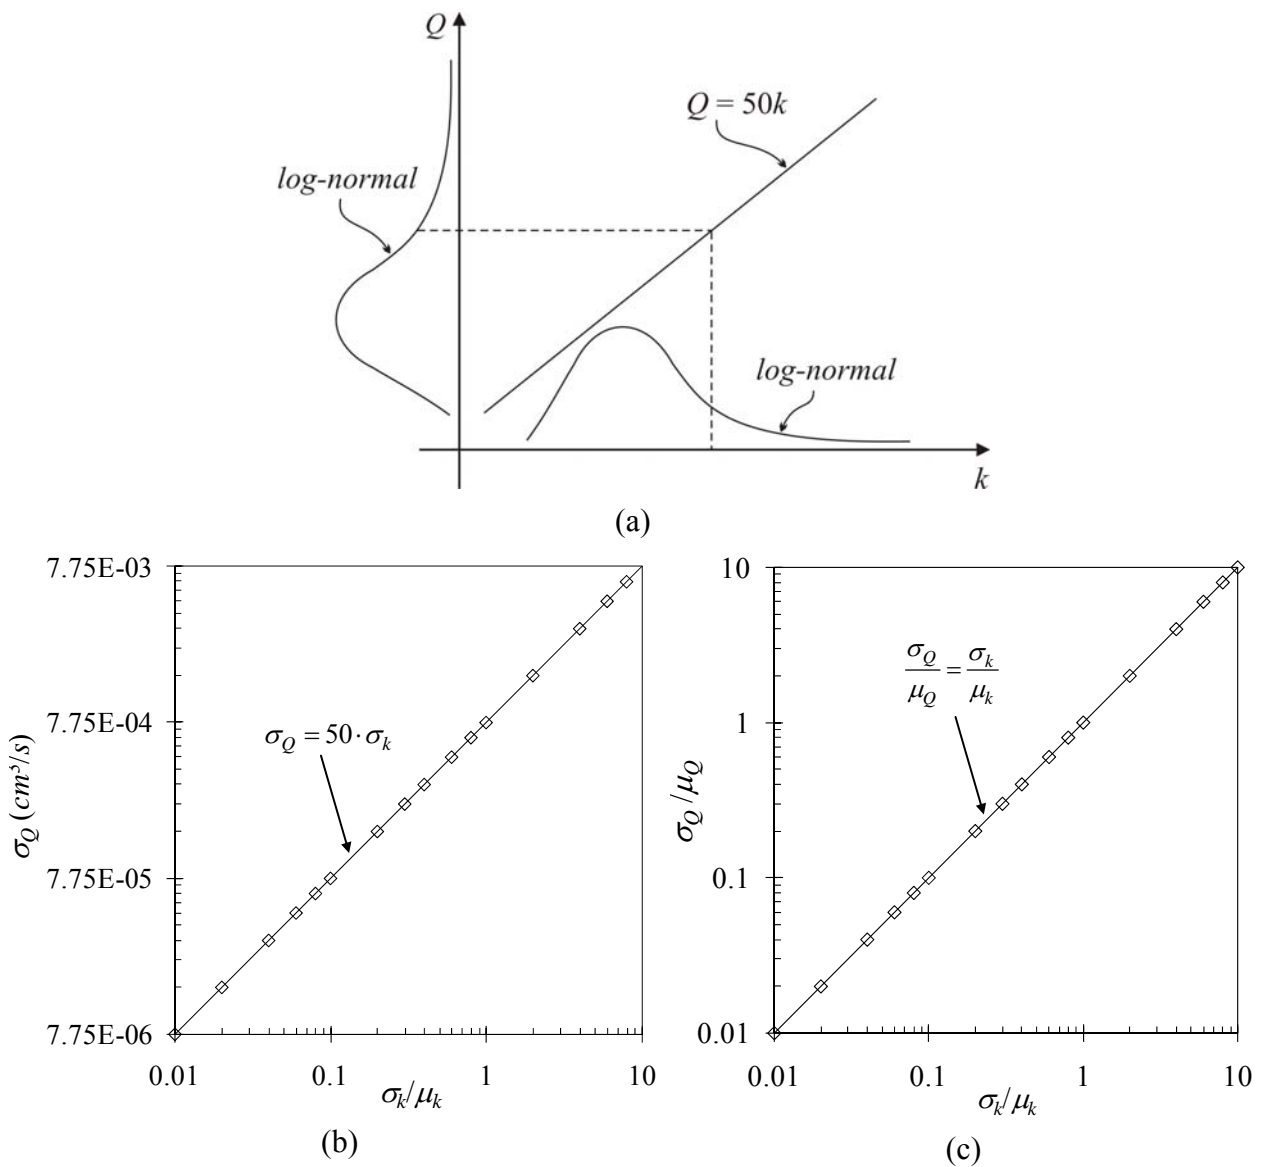 Q
Q = 50k
log-normal
log-normal
k
(a)
7.75E-03
7.75E-04
7.75E-05
7.75E-06
σ_Q (cm³/s)
σ_Q = 50·σ_k
0.01 0.1 1 10
σ_k/μ_k
(b)
10
1
0.1
0.01
σ_Q/μ_Q
σ_Q/μ_Q = σ_k/μ_k
0.01 0.1 1 10
σ_k/μ_k
(c)